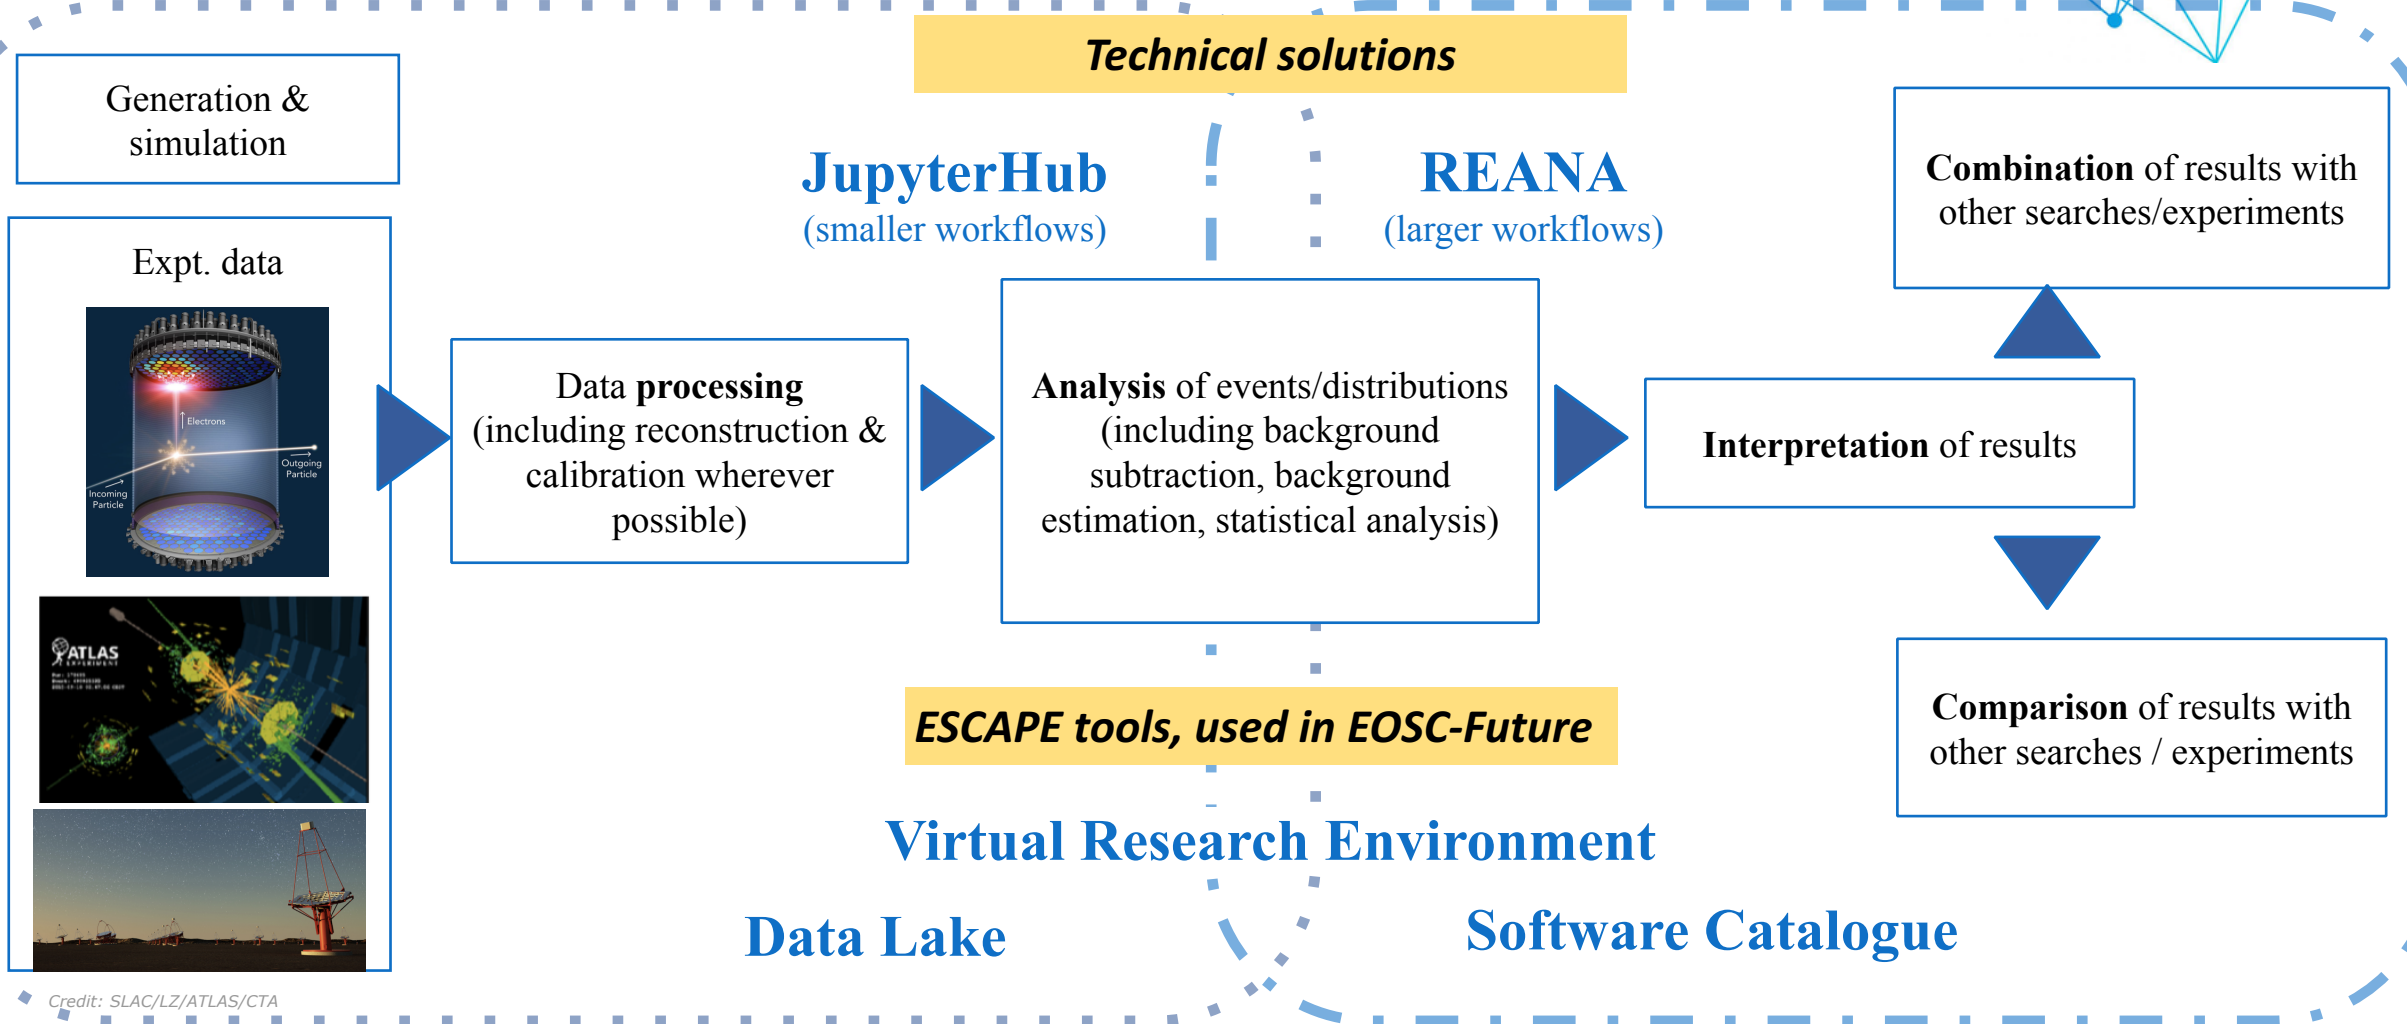 Technical solutions
Generation &
simulation
JupyterHub
(smaller workflows)
REANA
(larger workflows)
Combination of results with
other searches/experiments
Expt. data
Electrons
Outgoing
Particle
Incoming
Particle
Data processing
(including reconstruction &
calibration wherever
possible)
Analysis of events/distributions
(including background
subtraction, background
estimation, statistical analysis)
Interpretation of results
ATLAS
EXPERIMENT
ESCAPE tools, used in EOSC-Future
Comparison of results with
other searches / experiments
Virtual Research Environment
Data Lake
Software Catalogue
Credit: SLAC/LZ/ATLAS/CTA